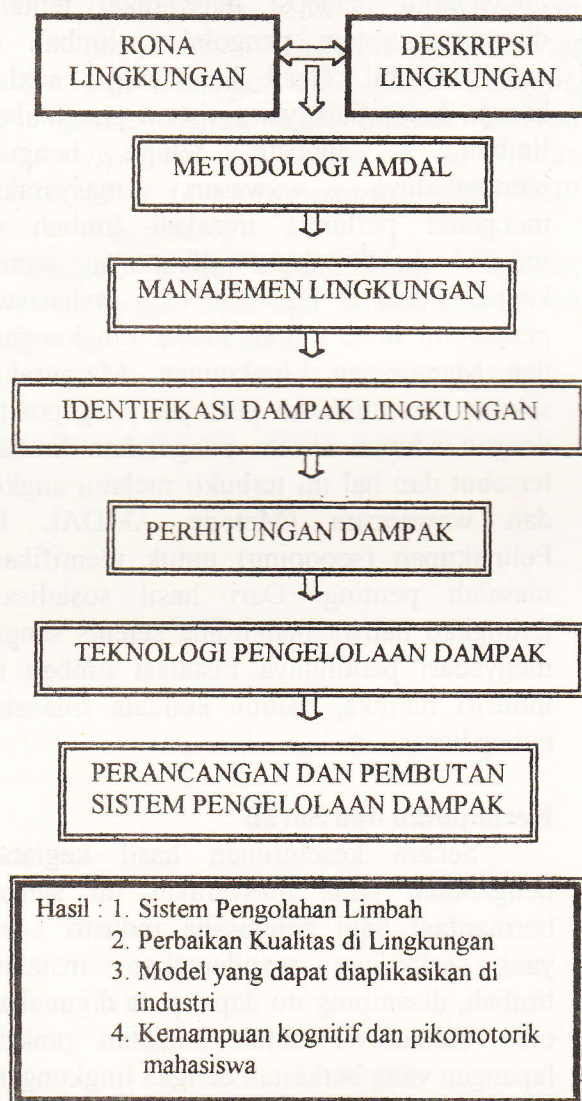 RONA
LINGKUNGAN
DESKRIPSI
LINGKUNGAN
METODOLOGI AMDAL
MANAJEMEN LINGKUNGAN
IDENTIFIKASI DAMPAK LINGKUNGAN
PERHITUNGAN DAMPAK
TEKNOLOGI PENGELOLAAN DAMPAK
PERANCANGAN DAN PEMBUTAN
SISTEM PENGELOLAAN DAMPAK
Hasil : 1. Sistem Pengolahan Limbah
2. Perbaikan Kualitas di Lingkungan
3. Model yang dapat diaplikasikan di
industri
4. Kemampuan kognitif dan pikomotorik
mahasiswa